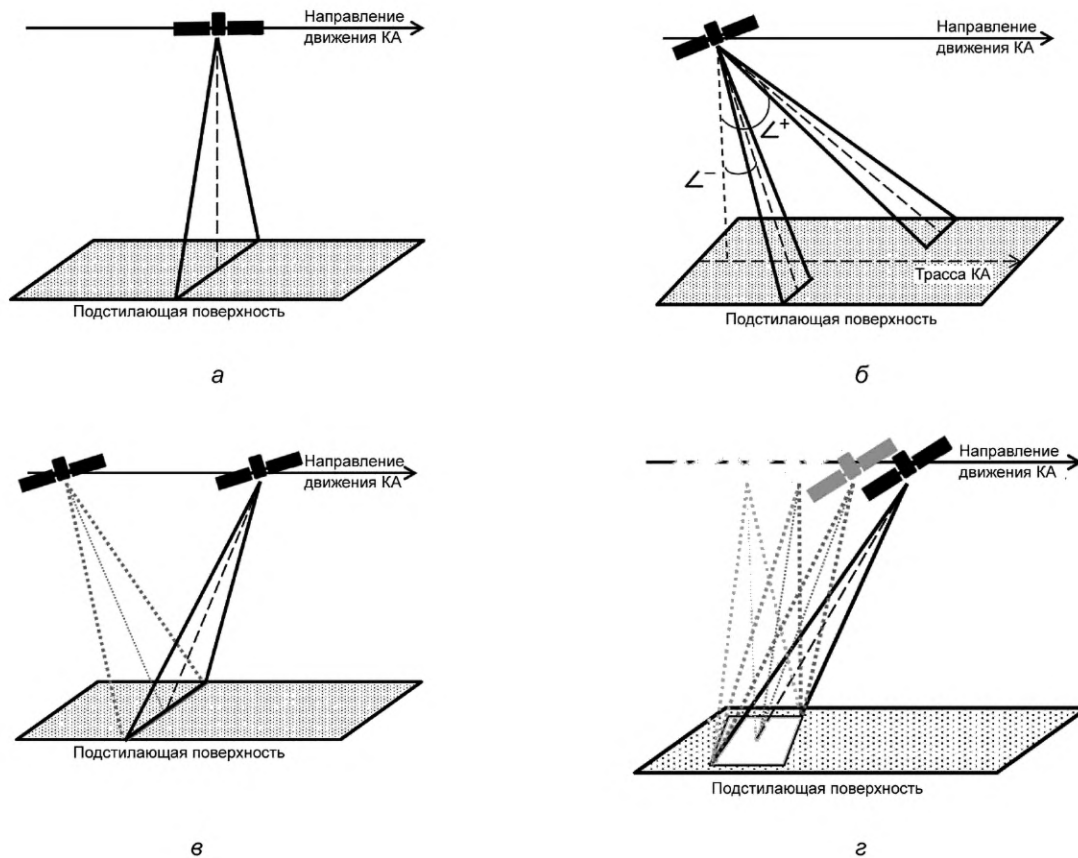 Направление
движения КА
Подстилающая поверхность
а
Направление
движения КА
∠+
∠−
Трасса КА
Подстилающая поверхность
б
Направление
движения КА
Подстилающая поверхность
в
Направление
движения КА
Подстилающая поверхность
г